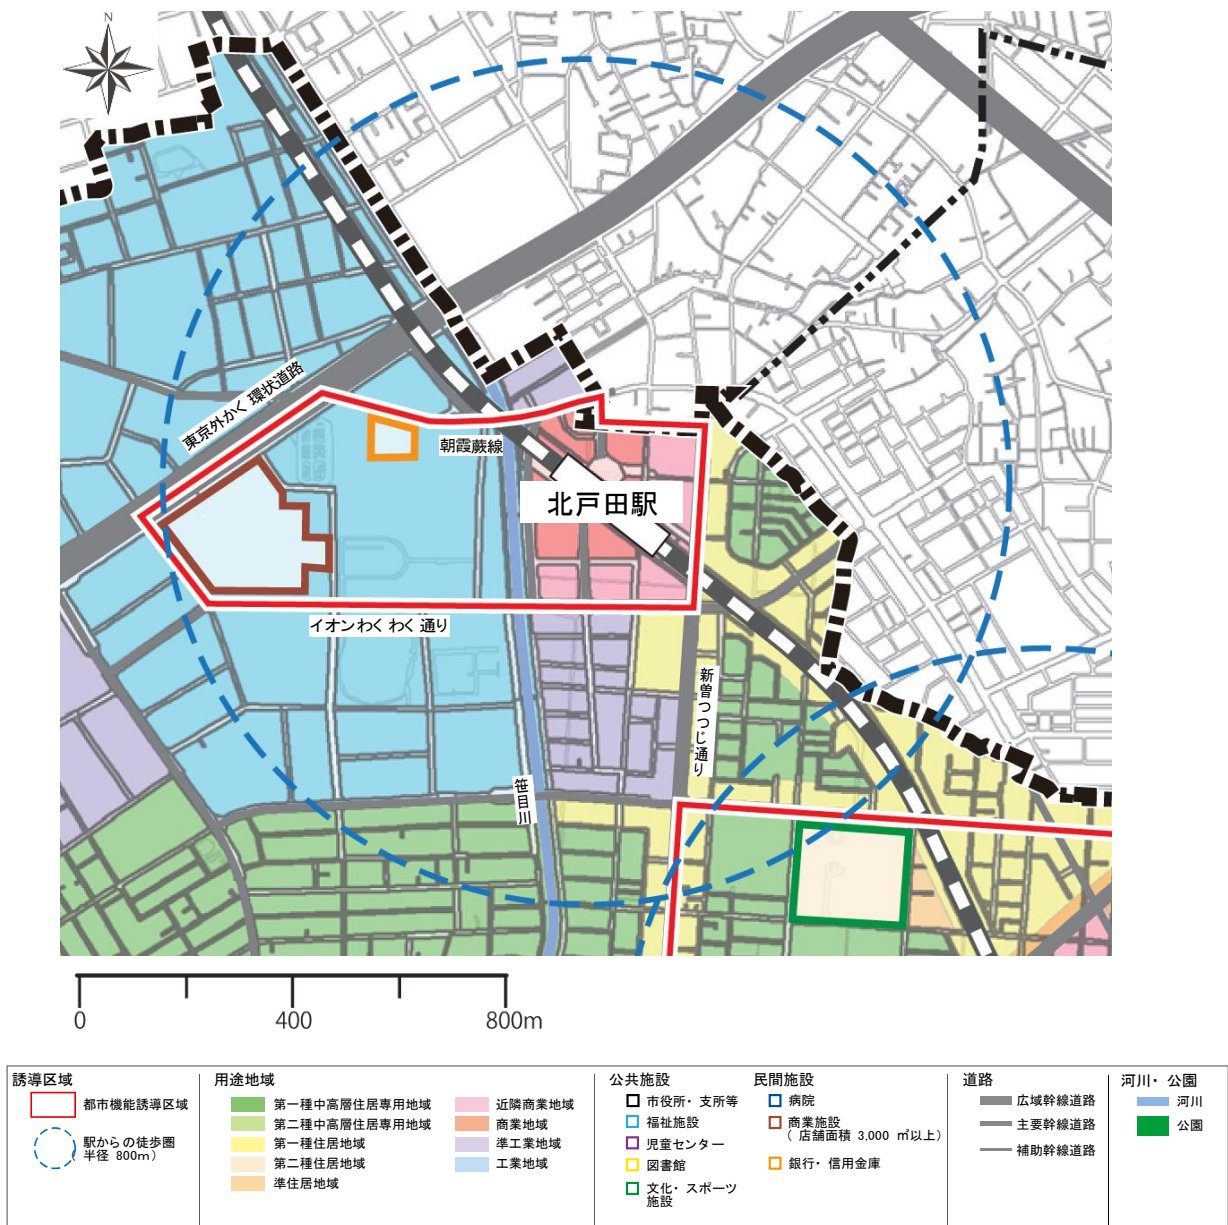 N
東京外かく環状道路
朝霞蕨線
北戸田駅
イオンわくわく通り
新曽つつじ通り
笹目川
0 400 800m
誘導区域
都市機能誘導区域
駅からの徒歩圏
(半径 800m)
用途地域
第一種中高層住居専用地域
第二種中高層住居専用地域
第一種住居地域
第二種住居地域
準住居地域
近隣商業地域
商業地域
準工業地域
工業地域
公共施設
市役所・支所等
福祉施設
児童センター
図書館
文化・スポーツ
施設
民間施設
病院
商業施設
(店舗面積 3,000 ㎡以上)
銀行・信用金庫
道路
広域幹線道路
主要幹線道路
補助幹線道路
河川・公園
河川
公園